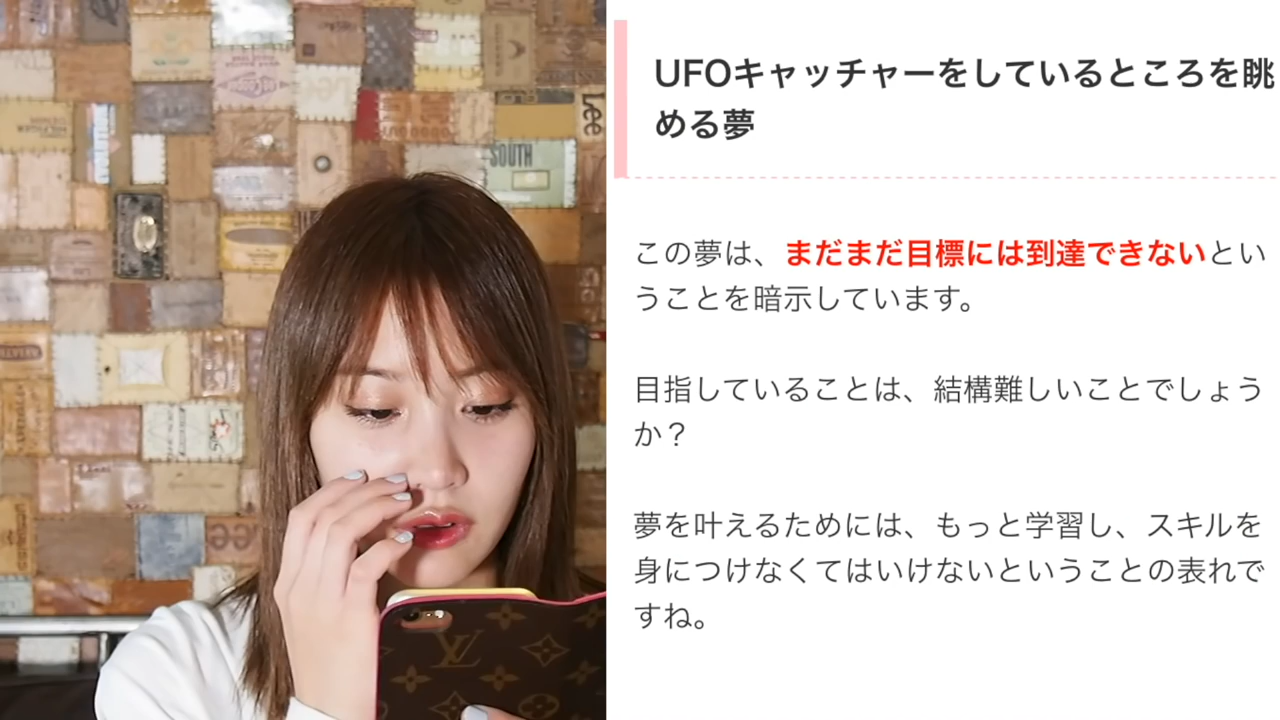 Lee
SOUTH
UFOキャッチャーをしているところを眺
める夢
この夢は、まだまだ目標には到達できないとい
うことを暗示しています。
目指していることは、結構難しいことでしょう
か？
夢を叶えるためには、もっと学習し、スキルを
身につけなくてはいけないということの表れで
すね。